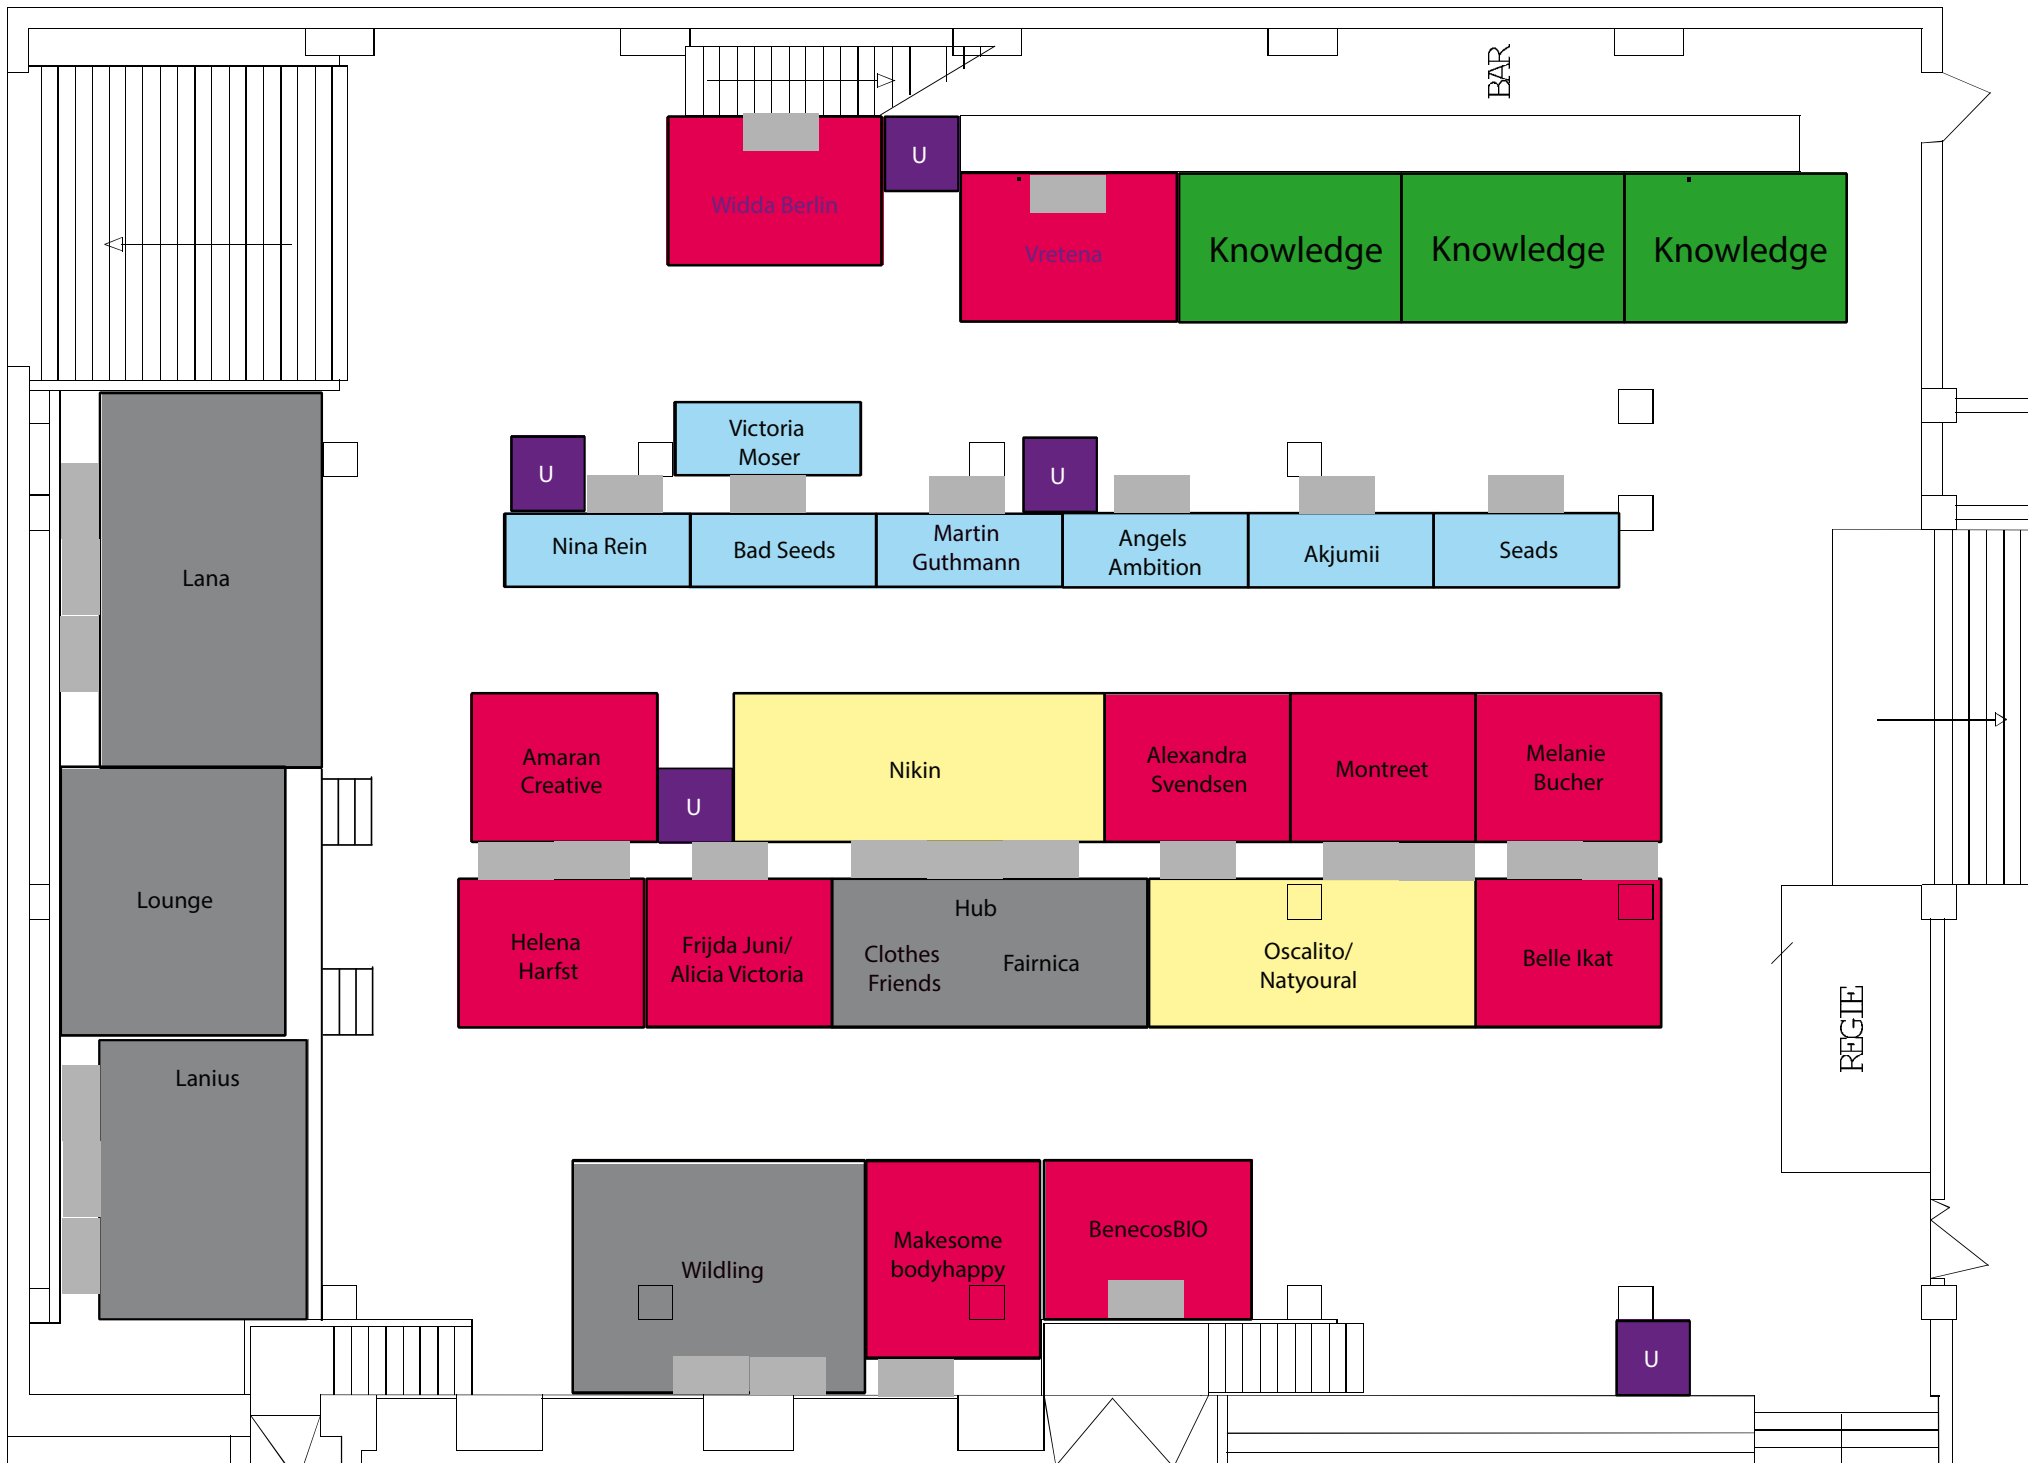 BAR
U
Widda Berlin
Vretena
Knowledge
Knowledge
Knowledge
Victoria
Moser
U
U
Nina Rein
Bad Seeds
Martin
Guthmann
Angels
Ambition
Akjumii
Seads
Lana
Amaran
Creative
U
Nikin
Alexandra
Svendsen
Montreet
Melanie
Bucher
Lounge
Helena
Harfst
Frijda Juni/
Alicia Victoria
Hub
Clothes
Friends
Fairnica
Oscalito/
Natyoural
Belle Ikat
REGIE
Lanius
Wildling
Makesome
bodyhappy
BenecosBIO
U